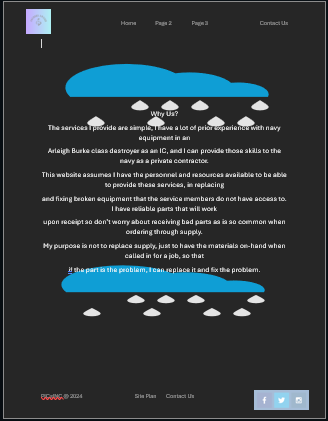 Home Page 2 Page 3 Contact Us
Why Us?
The services I provide are simple, I have a lot of prior experience with navy
equipment in an
Arleigh Burke class destroyer as an IC, and I can provide those skills to the
navy as a private contractor.
This website assumes I have the personnel and resources available to be able
to provide these services, in replacing
and fixing broken equipment that the service members do not have access to.
I have reliable parts that will work
upon receipt so don't worry about receiving bad parts as is so common when
ordering through supply.
My purpose is not to replace supply, just to have the materials on-hand when
called in for a job, so that
if the part is the problem, I can replace it and fix the problem.
@ 2024 Site Plan Contact Us